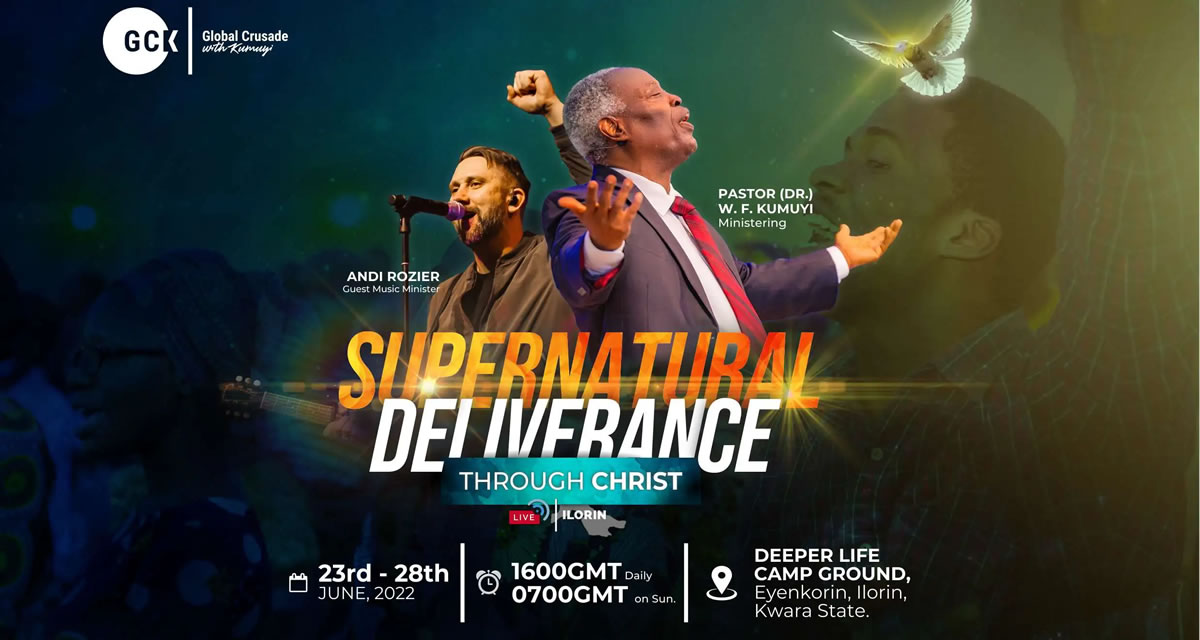 GCK
Global Crusade
with Kumuyi
PASTOR (DR.)
W. F. KUMUYI
Ministering
ANDI ROZIER
Guest Music Minister
SUPERNATURAL
DELIVERANCE
THROUGH CHRIST
LIVE
ILORIN
23rd - 28th
JUNE, 2022
1600GMT Daily
0700GMT on Sun.
DEEPER LIFE
CAMP GROUND,
Eyenkorin, Ilorin,
Kwara State.